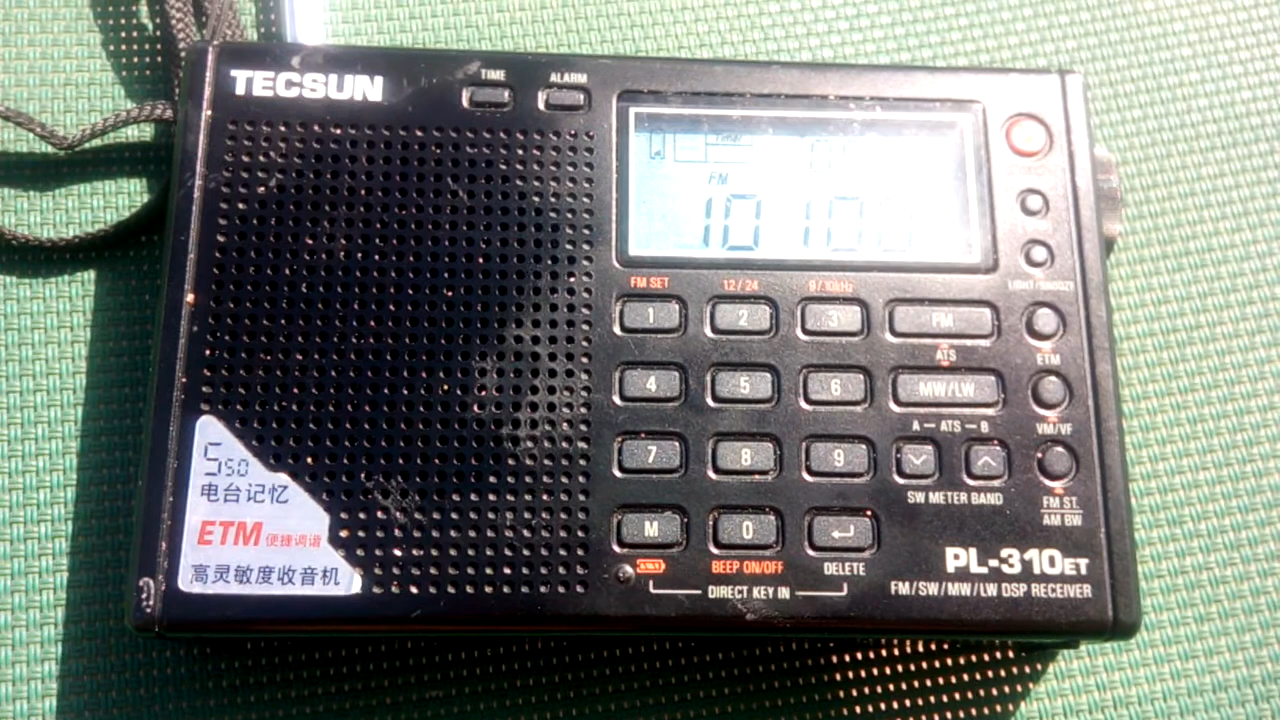 TECSUN
TIME
ALARM
FM
FM SET
12/24
9/10kHz
LIGHT/SNOOZE
1
2
3
FM
ATS
ETM
4
5
6
MW/LW
A — ATS — B
VM/VF
7
8
9
SW METER BAND
FM ST.
AM BW
M
0
BEEP ON/OFF
DELETE
DIRECT KEY IN
S50
电台记忆
ETM 便捷调谐
高灵敏度收音机
PL-310ET
FM/SW/MW/LW DSP RECEIVER